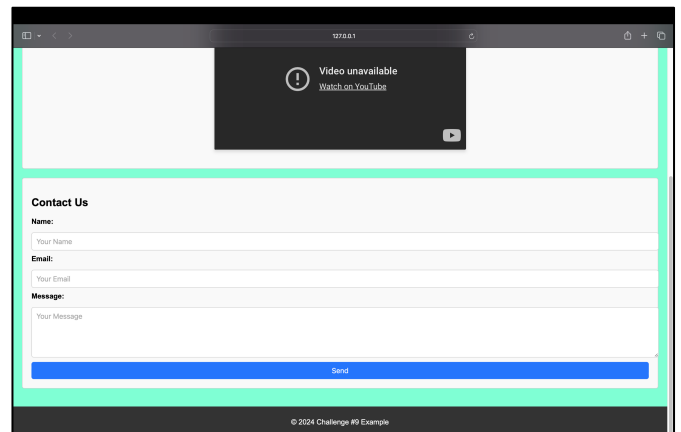 127.0.0.1
Video unavailable
Watch on YouTube
Contact Us
Name:
Your Name
Email:
Your Email
Message:
Your Message
Send
© 2024 Challenge #9 Example